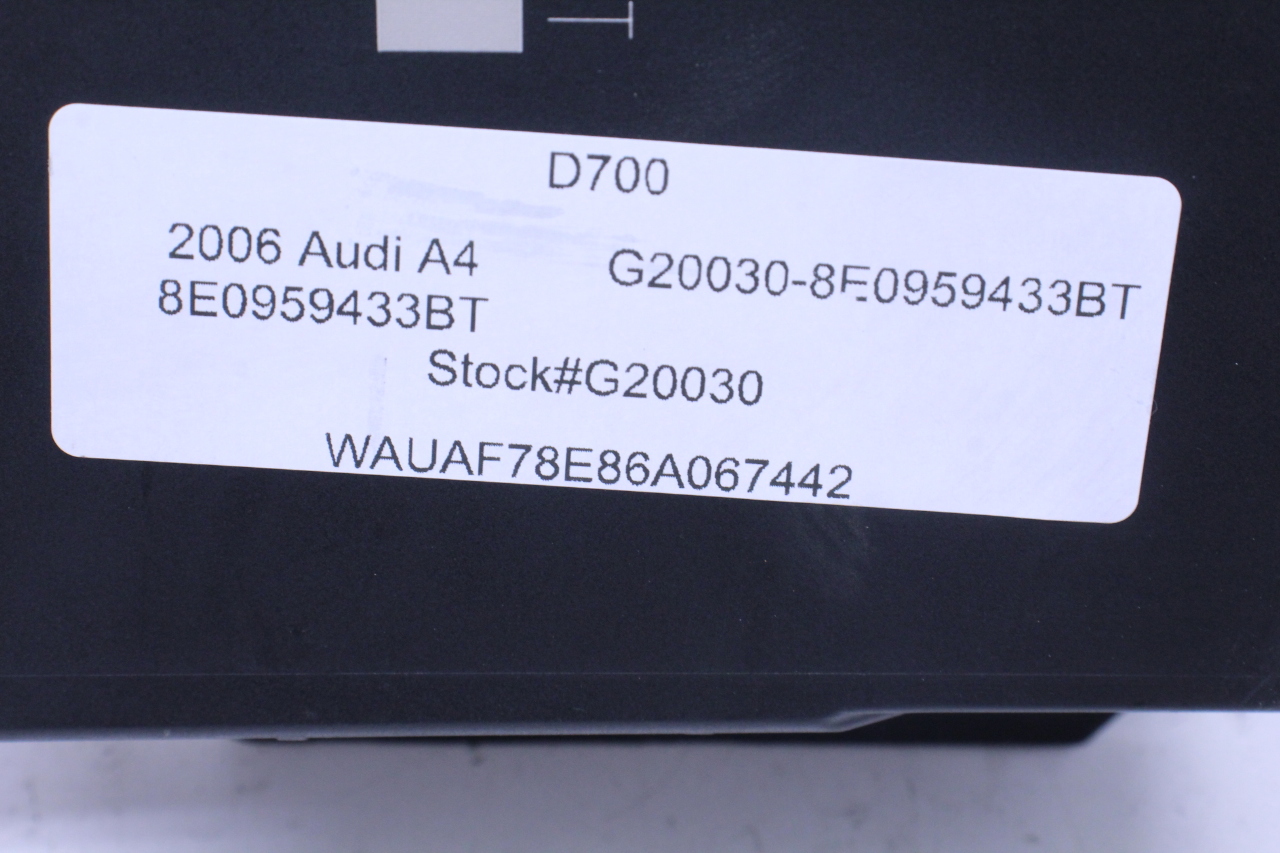 D700
2006 Audi A4
G20030-8E0959433BT
8E0959433BT
Stock#G20030
WAUAF78E86A067442